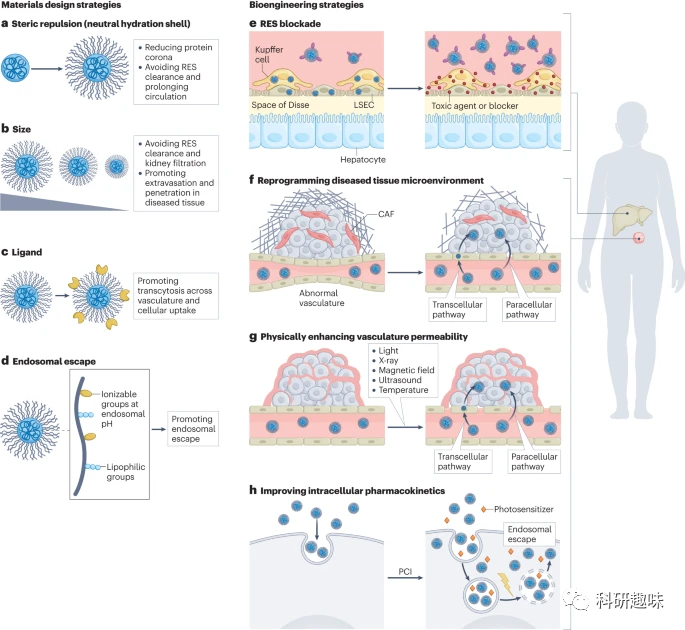 Materials design strategies
a Steric repulsion (neutral hydration shell)
• Reducing protein
corona
• Avoiding RES
clearance and
prolonging
circulation
b Size
• Avoiding RES
clearance and
kidney filtration
• Promoting
extravasation and
penetration in
diseased tissue
c Ligand
Promoting
transcytosis across
vasculature and
cellular uptake
d Endosomal escape
Ionizable
groups at
endosomal
pH
Lipophilic
groups
Promoting
endosomal
escape
Bioengineering strategies
e RES blockade
Kupffer
cell
Space of Disse
LSEC
Hepatocyte
Toxic agent or blocker
f Reprogramming diseased tissue microenvironment
CAF
Abnormal
vasculature
Transcellular
pathway
Paracellular
pathway
g Physically enhancing vasculature permeability
• Light
• X-ray
• Magnetic field
• Ultrasound
• Temperature
Transcellular
pathway
Paracellular
pathway
h Improving intracellular pharmacokinetics
Photosensitizer
Endosomal
escape
PCI
科研趣味